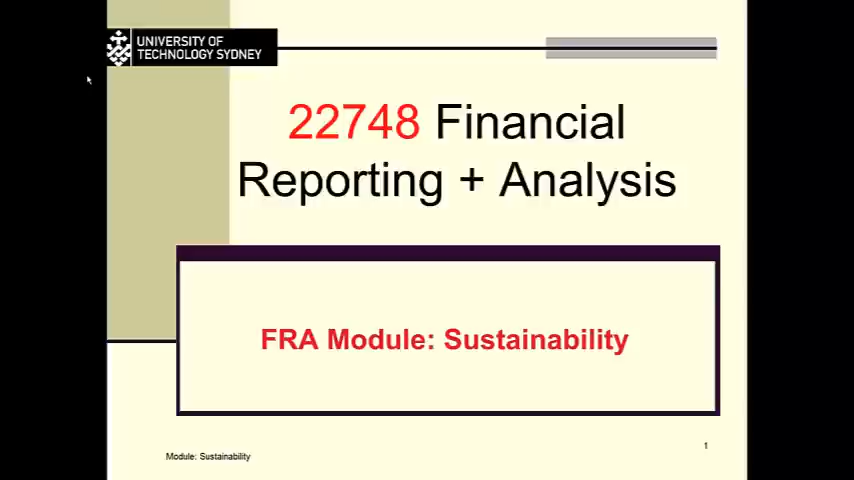 UNIVERSITY OF
TECHNOLOGY SYDNEY
22748 Financial
Reporting + Analysis
FRA Module: Sustainability
Module: Sustainability
1